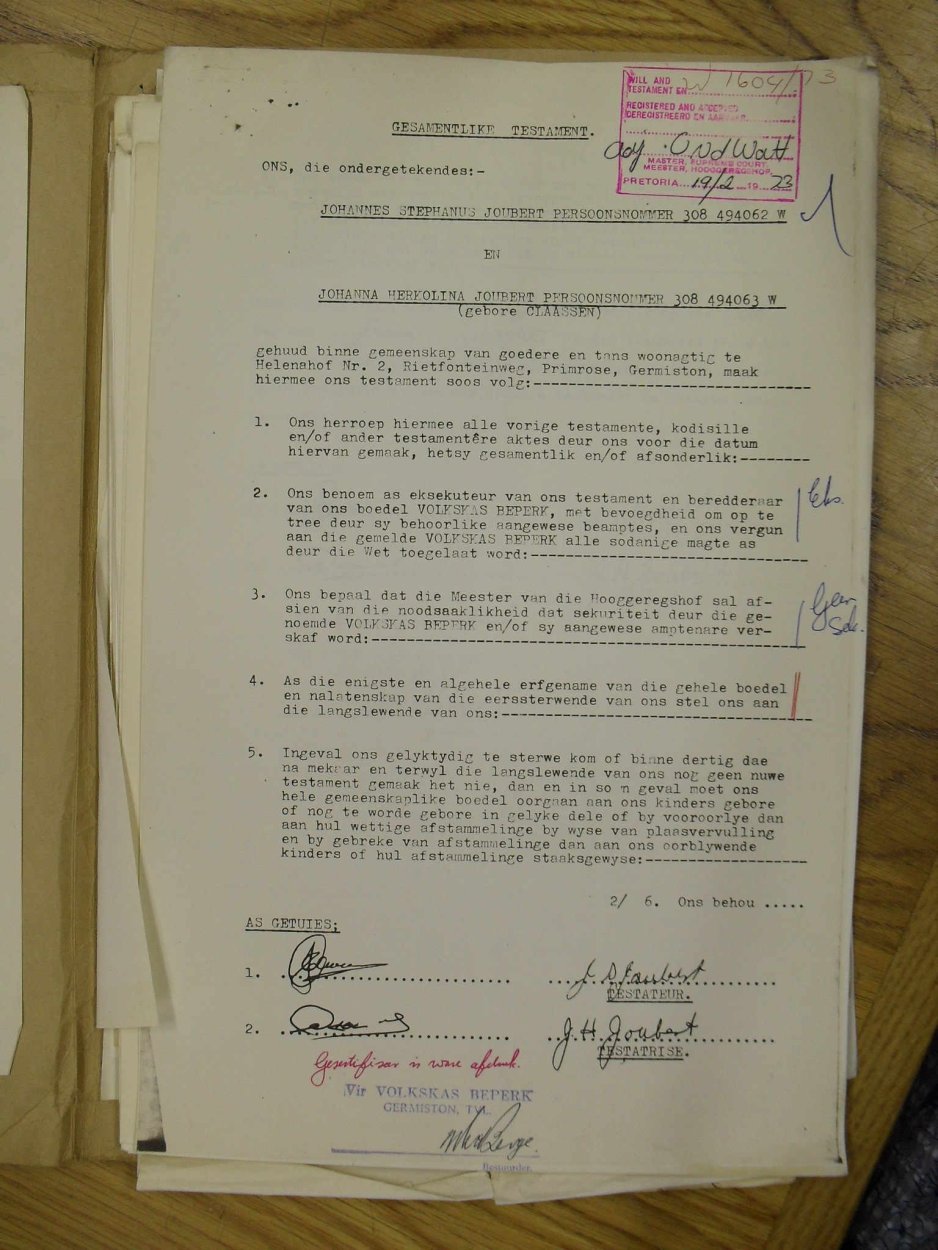 WILL AND
TESTAMENT EN W 1604/73
REGISTERED AND ACCEPTED
GEREGISTREERD EN
MASTER, SUPREME COURT.
MEESTER, HOOGGEREGSHOF.
PRETORIA...19/2...19...73
GESAMENTLIKE TESTAMENT.
ONS, die ondergetekendes:-
JOHANNES STEPHANUS JOUBERT PERSOONSNOMMER 308 494062 W
EN
JOHANNA HERKOLINA JOUBERT PERSOONSNOMMER 308 494063 W
(gebore CLAASSEN)
gehuud binne gemeenskap van goedere en tans woonagtig te
Helenahof Nr. 2, Rietfonteinweg, Primrose, Germiston, maak
hiermee ons testament soos volg:-------------------------------
1. Ons herroep hiermee alle vorige testamente, kodisille
en/of ander testamentêre aktes deur ons voor die datum
hiervan gemaak, hetsy gesamentlik en/of afsonderlik:--------
2. Ons benoem as eksekuteur van ons testament en beredderaar
van ons boedel VOLKSKAS BEPERK, met bevoegdheid om op te
tree deur sy behoorlike aangewese beamptes, en ons vergun
aan die gemelde VOLKSKAS BEPERK alle sodanige magte as
deur die Wet toegelaat word:-------------------------------
Eks.
3. Ons bepaal dat die Meester van die Hooggeregshof sal af-
sien van die noodsaaklikheid dat sekuriteit deur die ge-
noemde VOLKSKAS BEPERK en/of sy aangewese amptenare ver-
skaf word:-------------------------------------------------
Geen
Sek.
4. As die enigste en algehele erfgename van die gehele boedel
en nalatenskap van die eerssterwende van ons stel ons aan
die langslewende van ons:-----------------------------------
5. Ingeval ons gelyktydig te sterwe kom of binne dertig dae
na mekaar en terwyl die langslewende van ons nog geen nuwe
testament gemaak het nie, dan en in so n geval moet ons
hele gemeenskaplike boedel oorgaan aan ons kinders gebore
of nog te worde gebore in gelyke dele of by vooroorlye dan
aan hul wettige afstammelinge by wyse van plaasvervulling
en by gebreke van afstammelinge dan aan ons oorblywende
kinders of hul afstammelinge staaksgewyse:------------------
2/ 6. Ons behou .....
AS GETUIES;
1. J S Joubert
TESTATEUR.
2. J.H. Joubert
TESTATRISE.
Gesertifiseer 'n ware afdruk.
Vir VOLKSKAS BEPERK
GERMISTON, TVL.
Bestuurder.